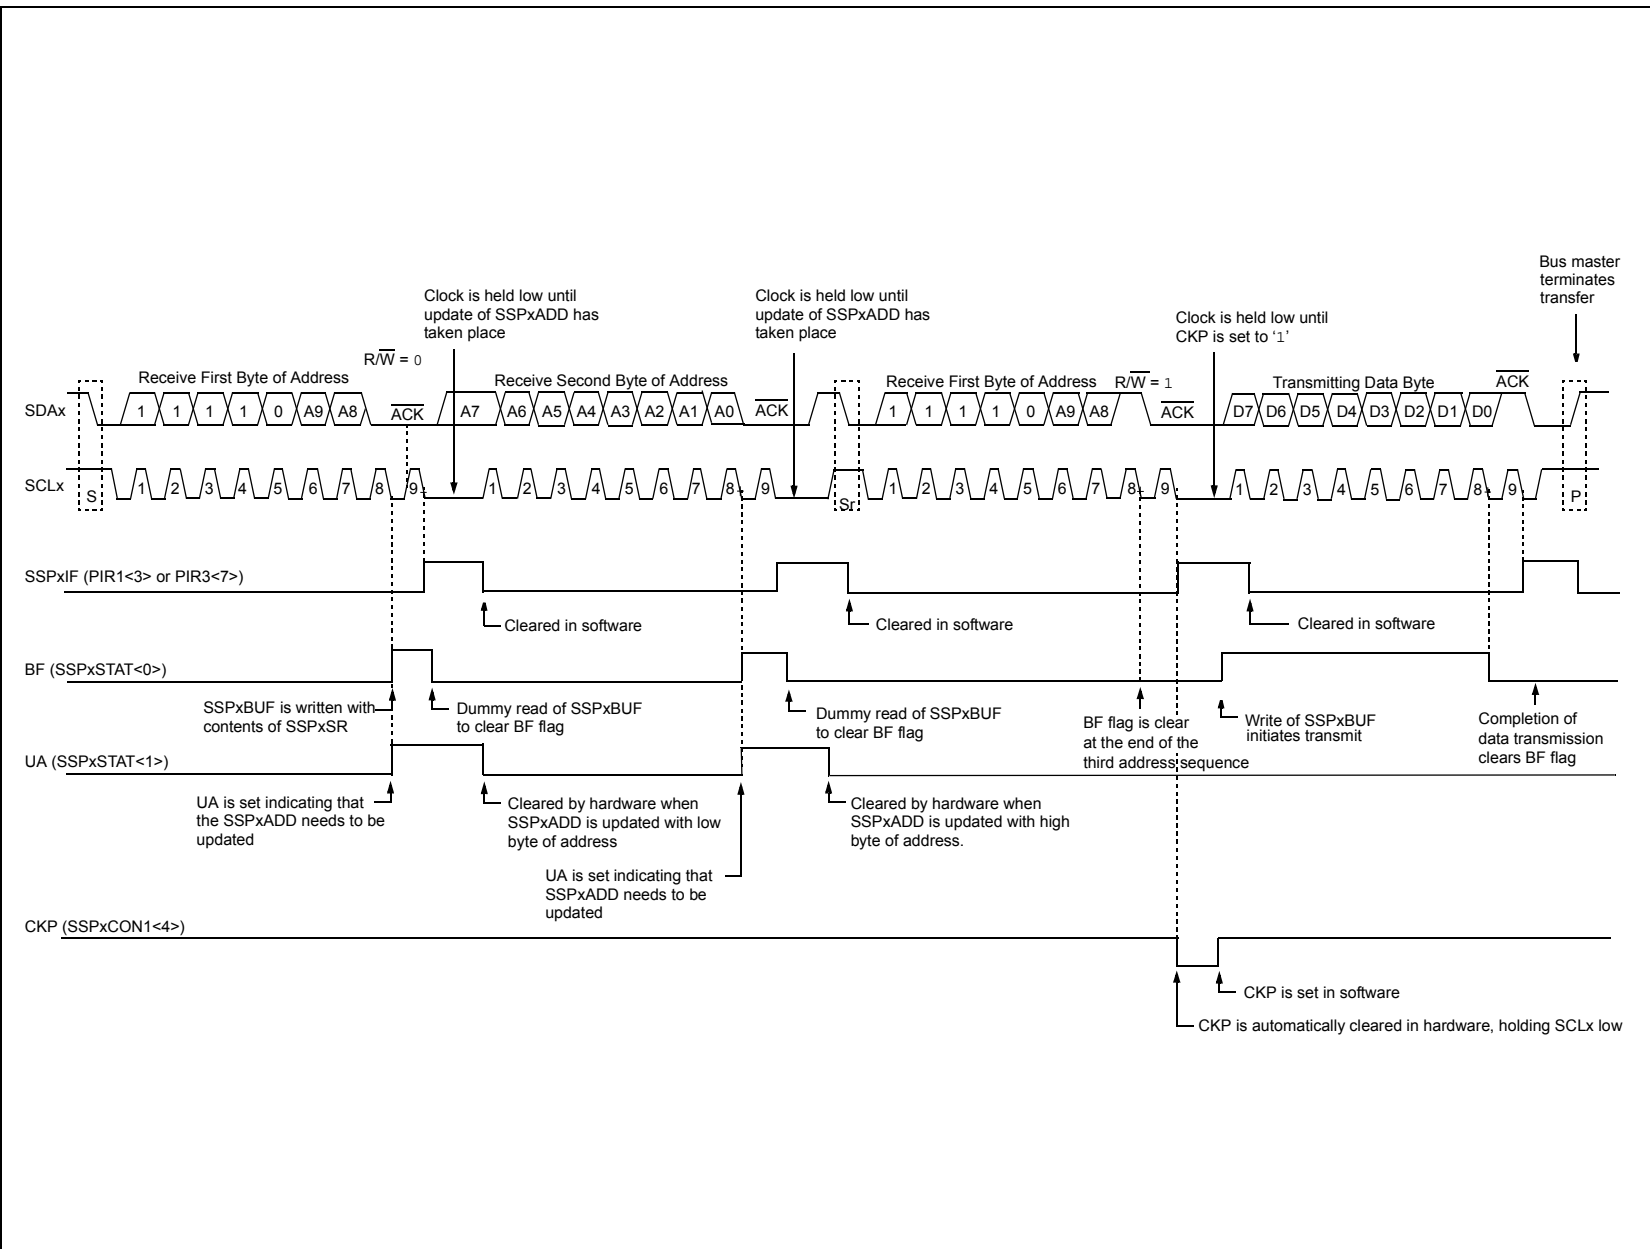 Bus master
terminates
transfer
Clock is held low until
update of SSPxADD has
taken place
Clock is held low until
update of SSPxADD has
taken place
Clock is held low until
CKP is set to ‘1’
R/W = 0
Receive First Byte of Address
Receive Second Byte of Address
Receive First Byte of Address
R/W = 1
Transmitting Data Byte
ACK
SDAx
1 1 1 1 0 A9 A8
ACK
A7 A6 A5 A4 A3 A2 A1 A0
ACK
1 1 1 1 0 A9 A8
ACK
D7 D6 D5 D4 D3 D2 D1 D0
SCLx
S
1 2 3 4 5 6 7 8 9
1 2 3 4 5 6 7 8 9
Sr
1 2 3 4 5 6 7 8 9
1 2 3 4 5 6 7 8 9
P
SSPxIF (PIR1<3> or PIR3<7>)
Cleared in software
Cleared in software
Cleared in software
BF (SSPxSTAT<0>)
SSPxBUF is written with
contents of SSPxSR
Dummy read of SSPxBUF
to clear BF flag
Dummy read of SSPxBUF
to clear BF flag
BF flag is clear
at the end of the
third address sequence
Write of SSPxBUF
initiates transmit
Completion of
data transmission
clears BF flag
UA (SSPxSTAT<1>)
UA is set indicating that
the SSPxADD needs to be
updated
Cleared by hardware when
SSPxADD is updated with low
byte of address
UA is set indicating that
SSPxADD needs to be
updated
Cleared by hardware when
SSPxADD is updated with high
byte of address.
CKP (SSPxCON1<4>)
CKP is set in software
CKP is automatically cleared in hardware, holding SCLx low